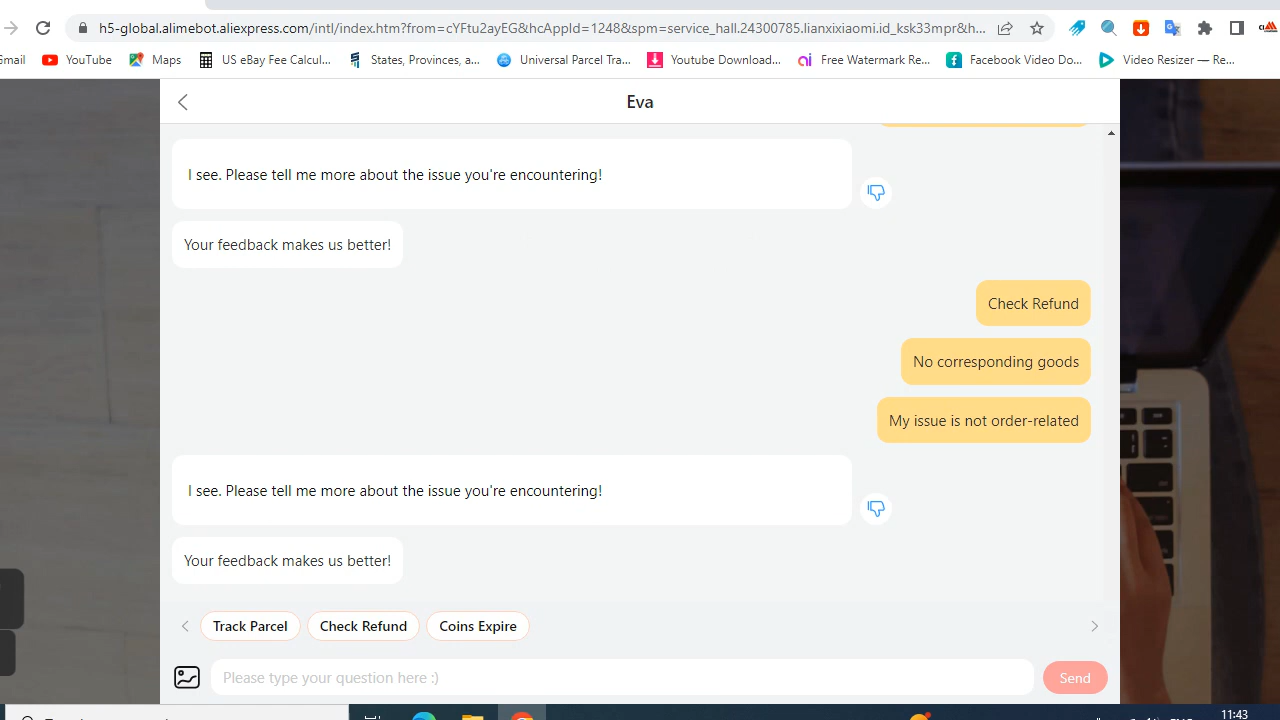 h5-global.alimebot.aliexpress.com/intl/index.htm?from=cYFtu2ayEG&hcAppId=1248&spm=service_hall.24300785.lianxixiaomi.id_ksk33mpr&h...
Gmail YouTube Maps US eBay Fee Calcul... States, Provinces, a... Universal Parcel Tra... Youtube Download... Free Watermark Re... Facebook Video Do... Video Resizer — Re...
Eva
I see. Please tell me more about the issue you're encountering!
Your feedback makes us better!
Check Refund
No corresponding goods
My issue is not order-related
I see. Please tell me more about the issue you're encountering!
Your feedback makes us better!
Track Parcel Check Refund Coins Expire
Please type your question here :)
Send
11:43